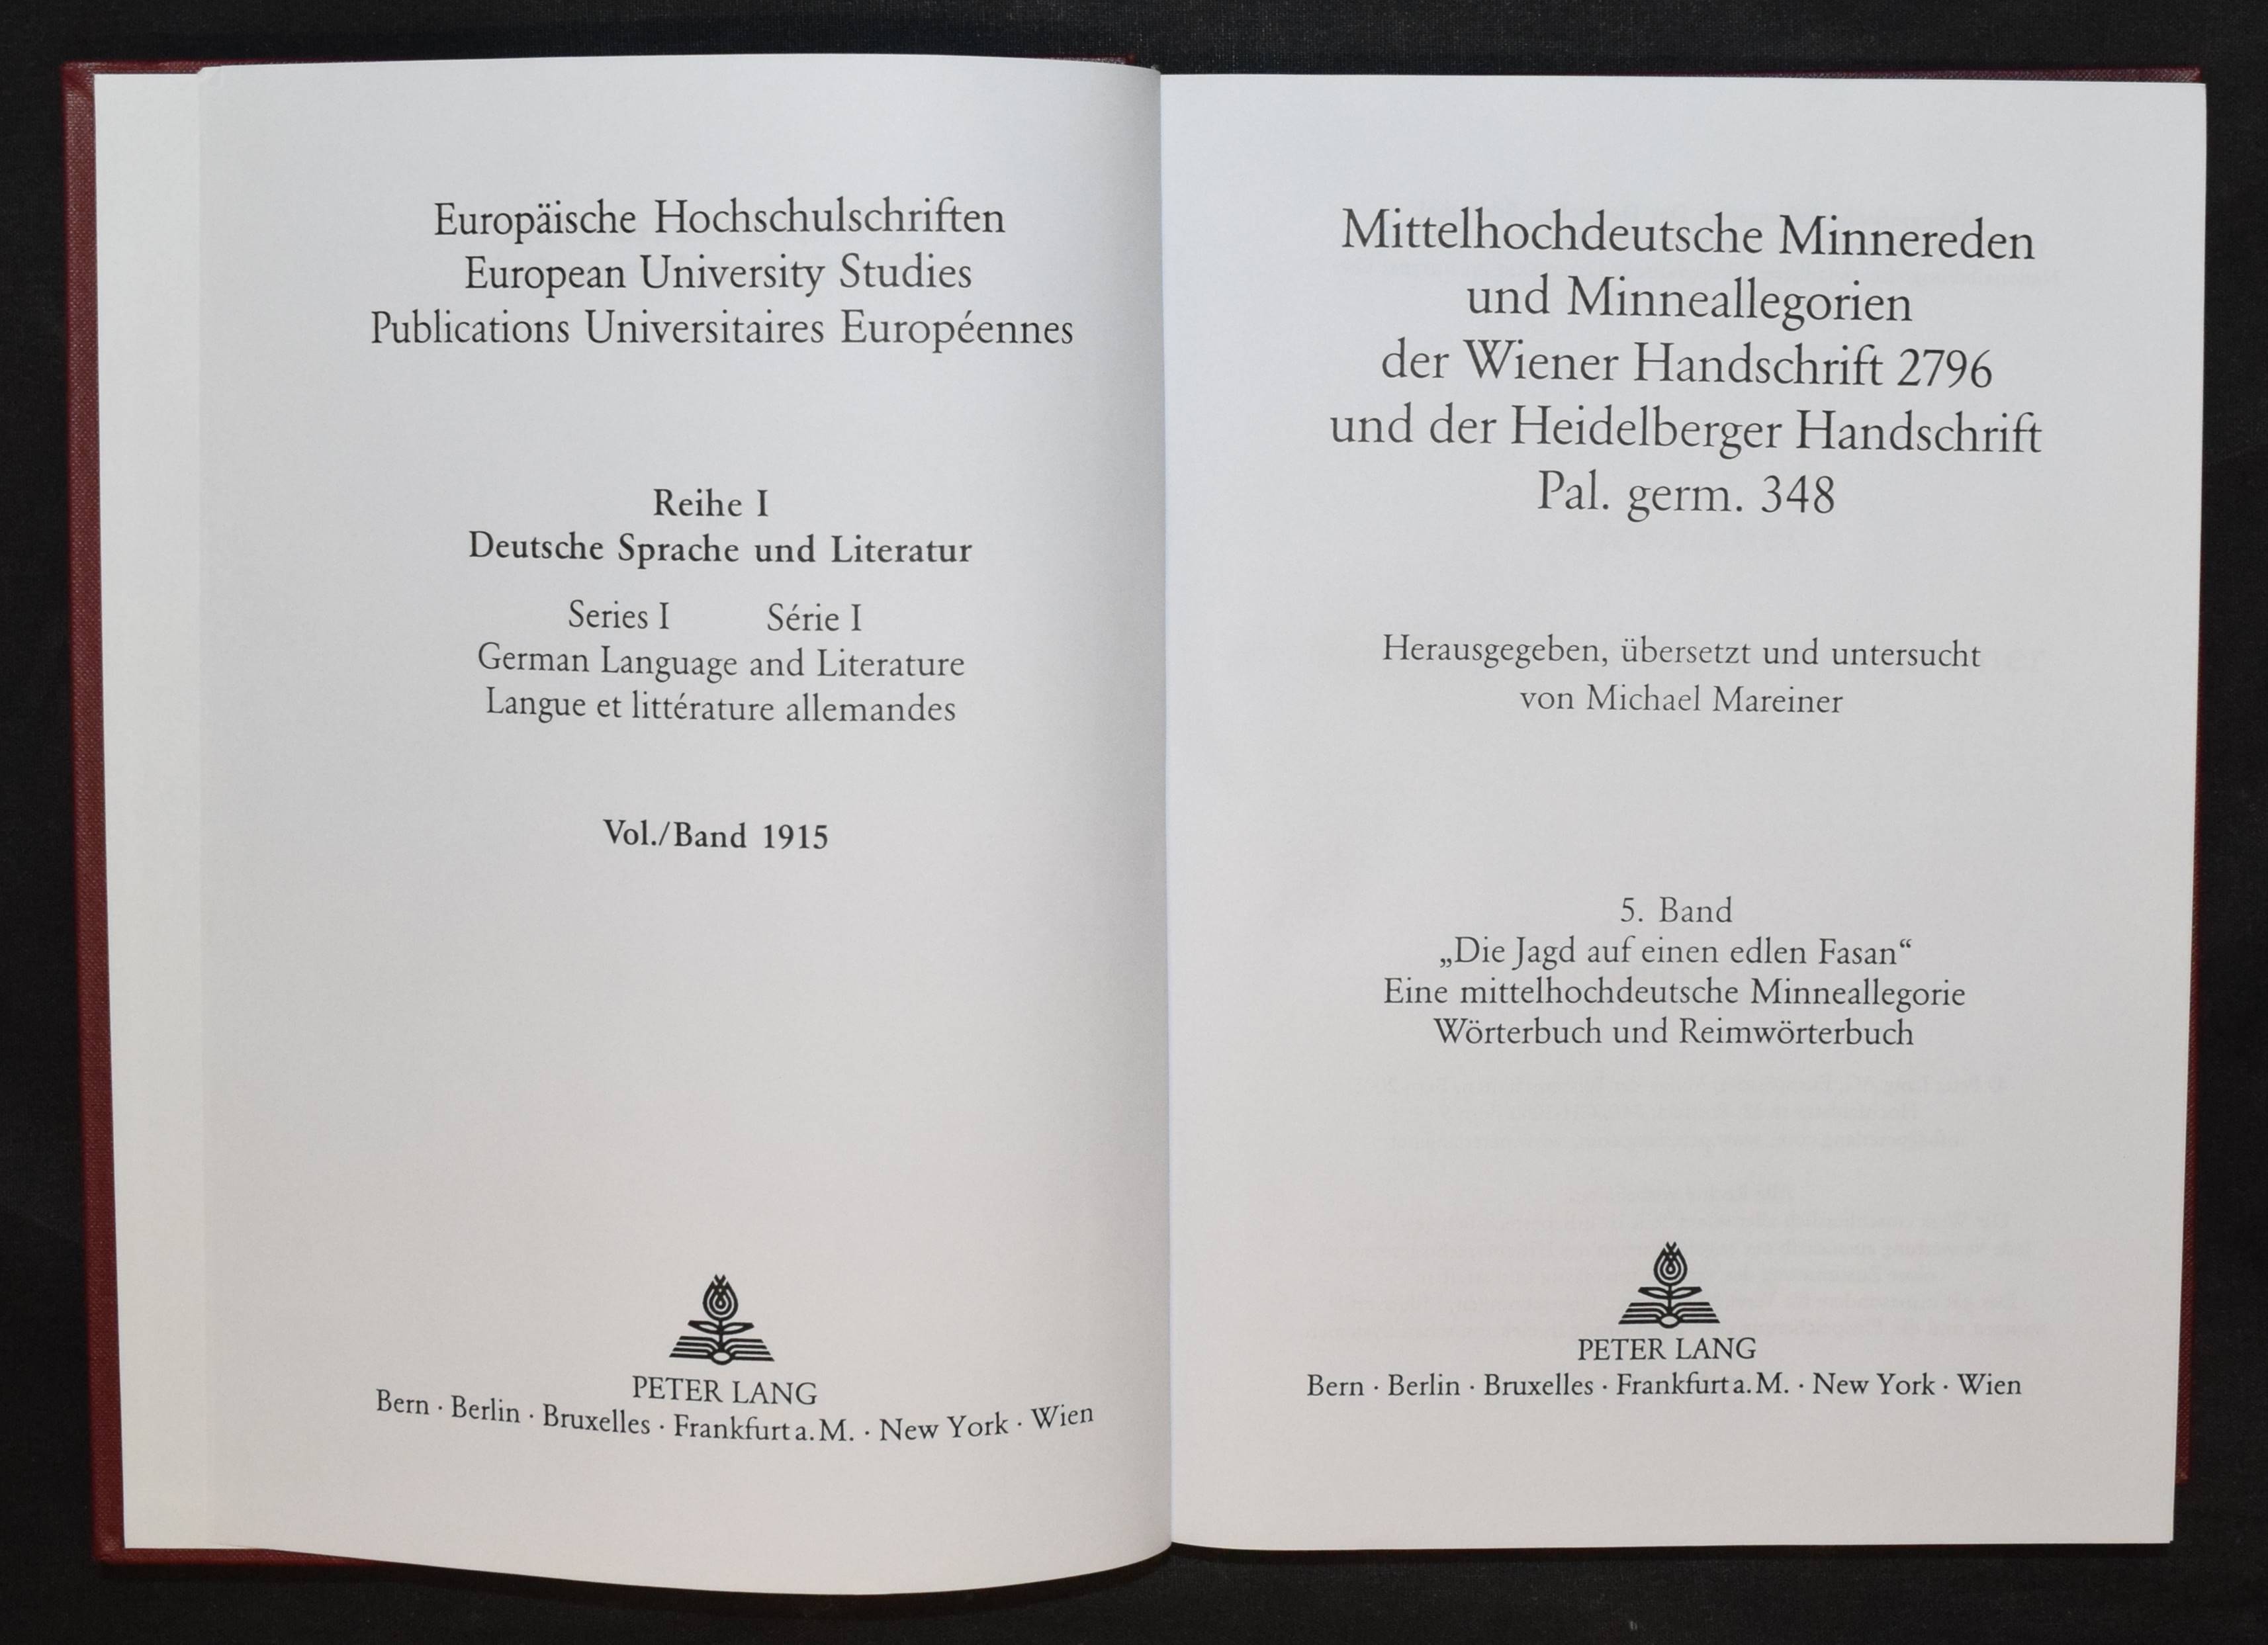 Europäische Hochschulschriften
European University Studies
Publications Universitaires Européennes
Reihe I
Deutsche Sprache und Literatur
Series I Série I
German Language and Literature
Langue et littérature allemandes
Vol./Band 1915
PETER LANG
Bern · Berlin · Bruxelles · Frankfurt a. M. · New York · Wien
Mittelhochdeutsche Minnereden
und Minneallegorien
der Wiener Handschrift 2796
und der Heidelberger Handschrift
Pal. germ. 348
Herausgegeben, übersetzt und untersucht
von Michael Mareiner
5. Band
„Die Jagd auf einen edlen Fasan“
Eine mittelhochdeutsche Minneallegorie
Wörterbuch und Reimwörterbuch
PETER LANG
Bern · Berlin · Bruxelles · Frankfurt a. M. · New York · Wien